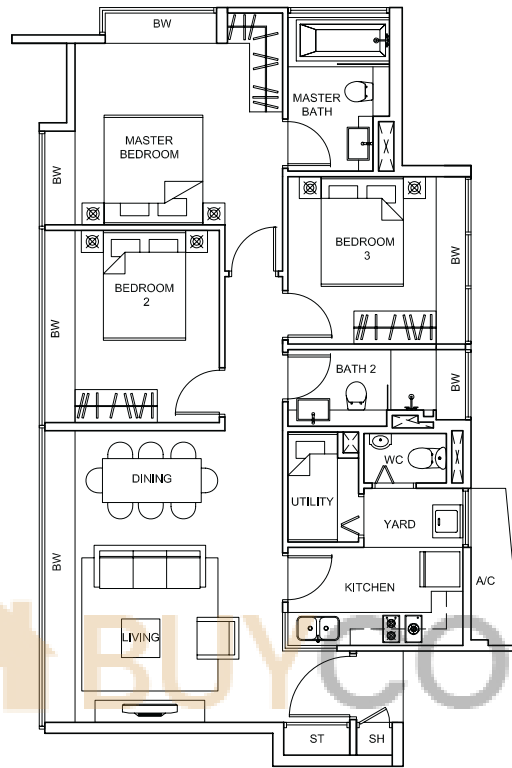 BW
MASTER
BATH
MASTER
BEDROOM
BW
BEDROOM
3
BW
BEDROOM
2
BW
BATH 2
BW
WC
DINING
UTILITY
YARD
BW
KITCHEN
A/C
LIVING
BUYCO
ST
SH